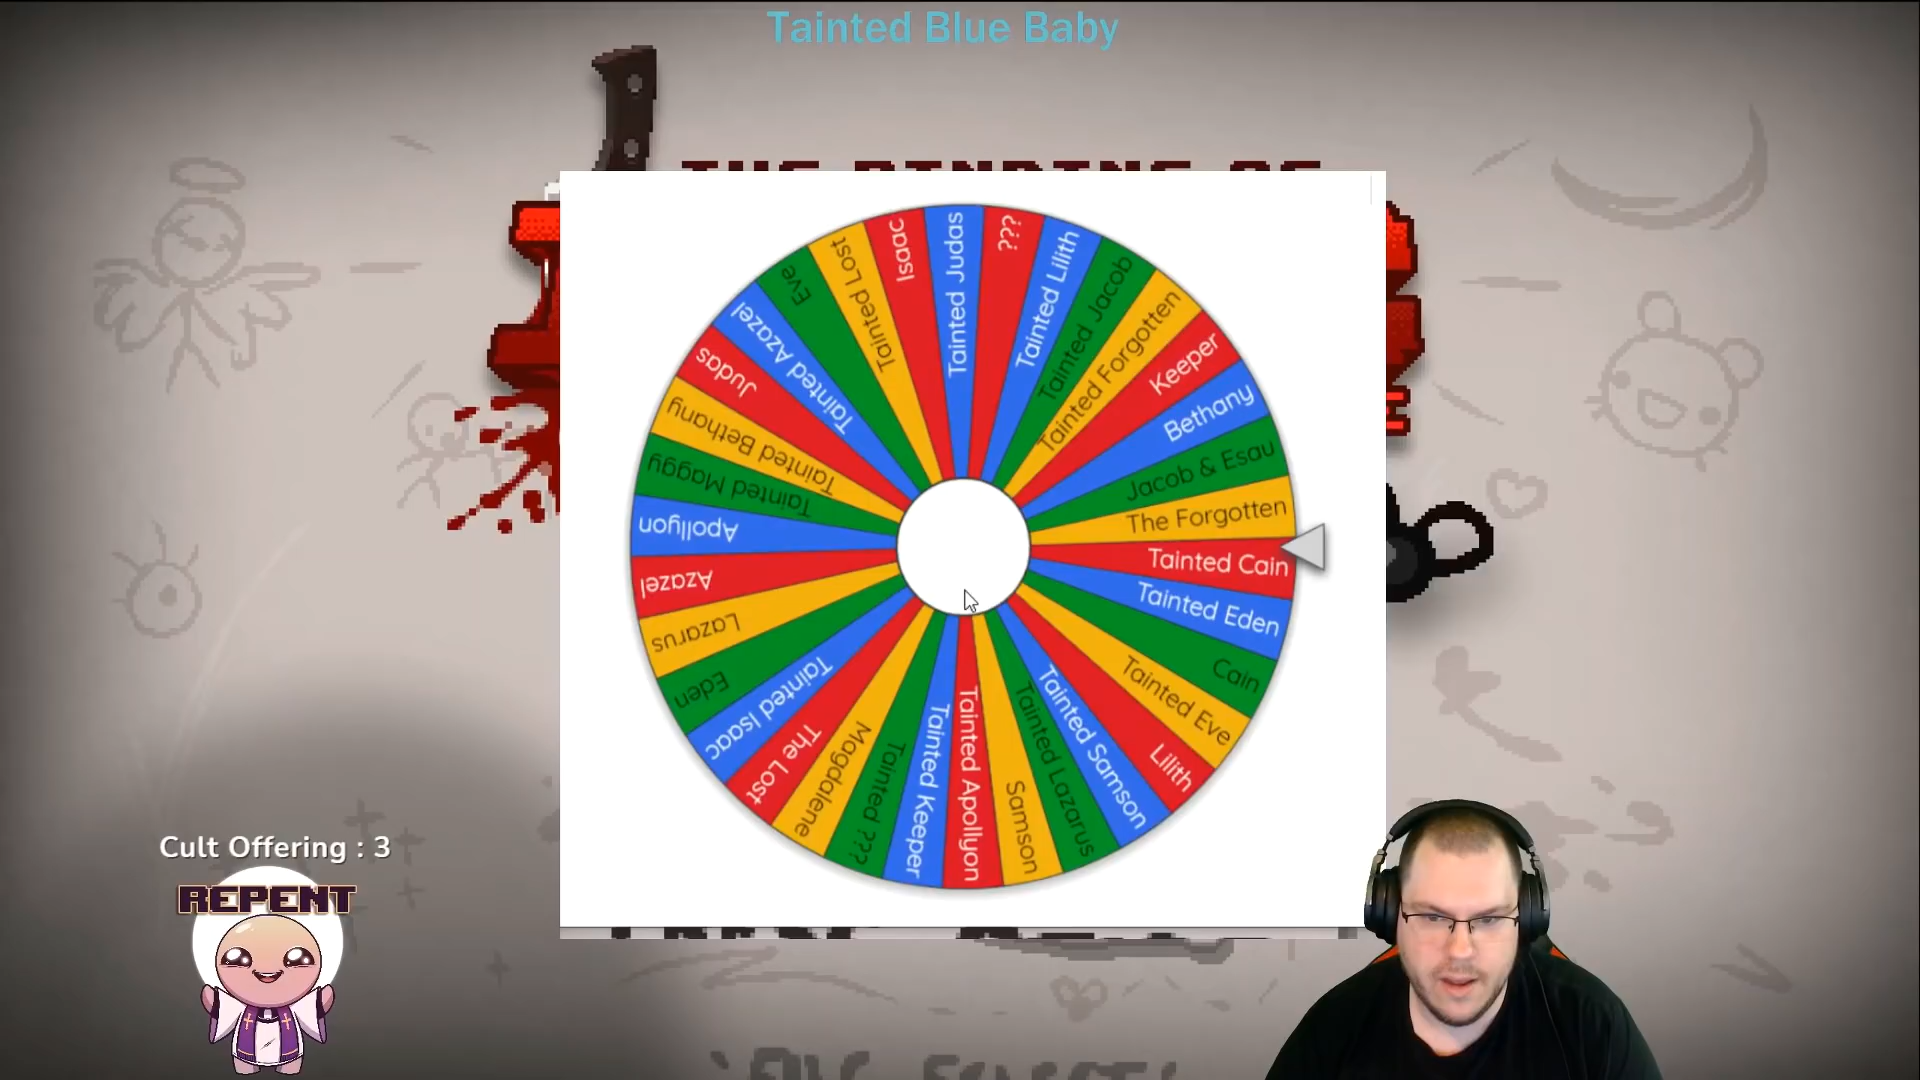 Tainted Blue Baby
THE BINDING OF
Isaac
Tainted Judas
???
Tainted Lilith
Tainted Jacob
Tainted Forgotten
Keeper
Bethany
Jacob & Esau
The Forgotten
Tainted Cain
Tainted Eden
Cain
Tainted Eve
Lilith
Tainted Samson
Tainted Lazarus
Samson
Tainted Apollyon
Tainted Keeper
Tainted ???
Magdalene
The Lost
Tainted Isaac
Eden
Lazarus
Azazel
Apollyon
Tainted Maggy
Tainted Bethany
Judas
Tainted Azazel
Eve
Tainted Lost
Cult Offering : 3
REPENT